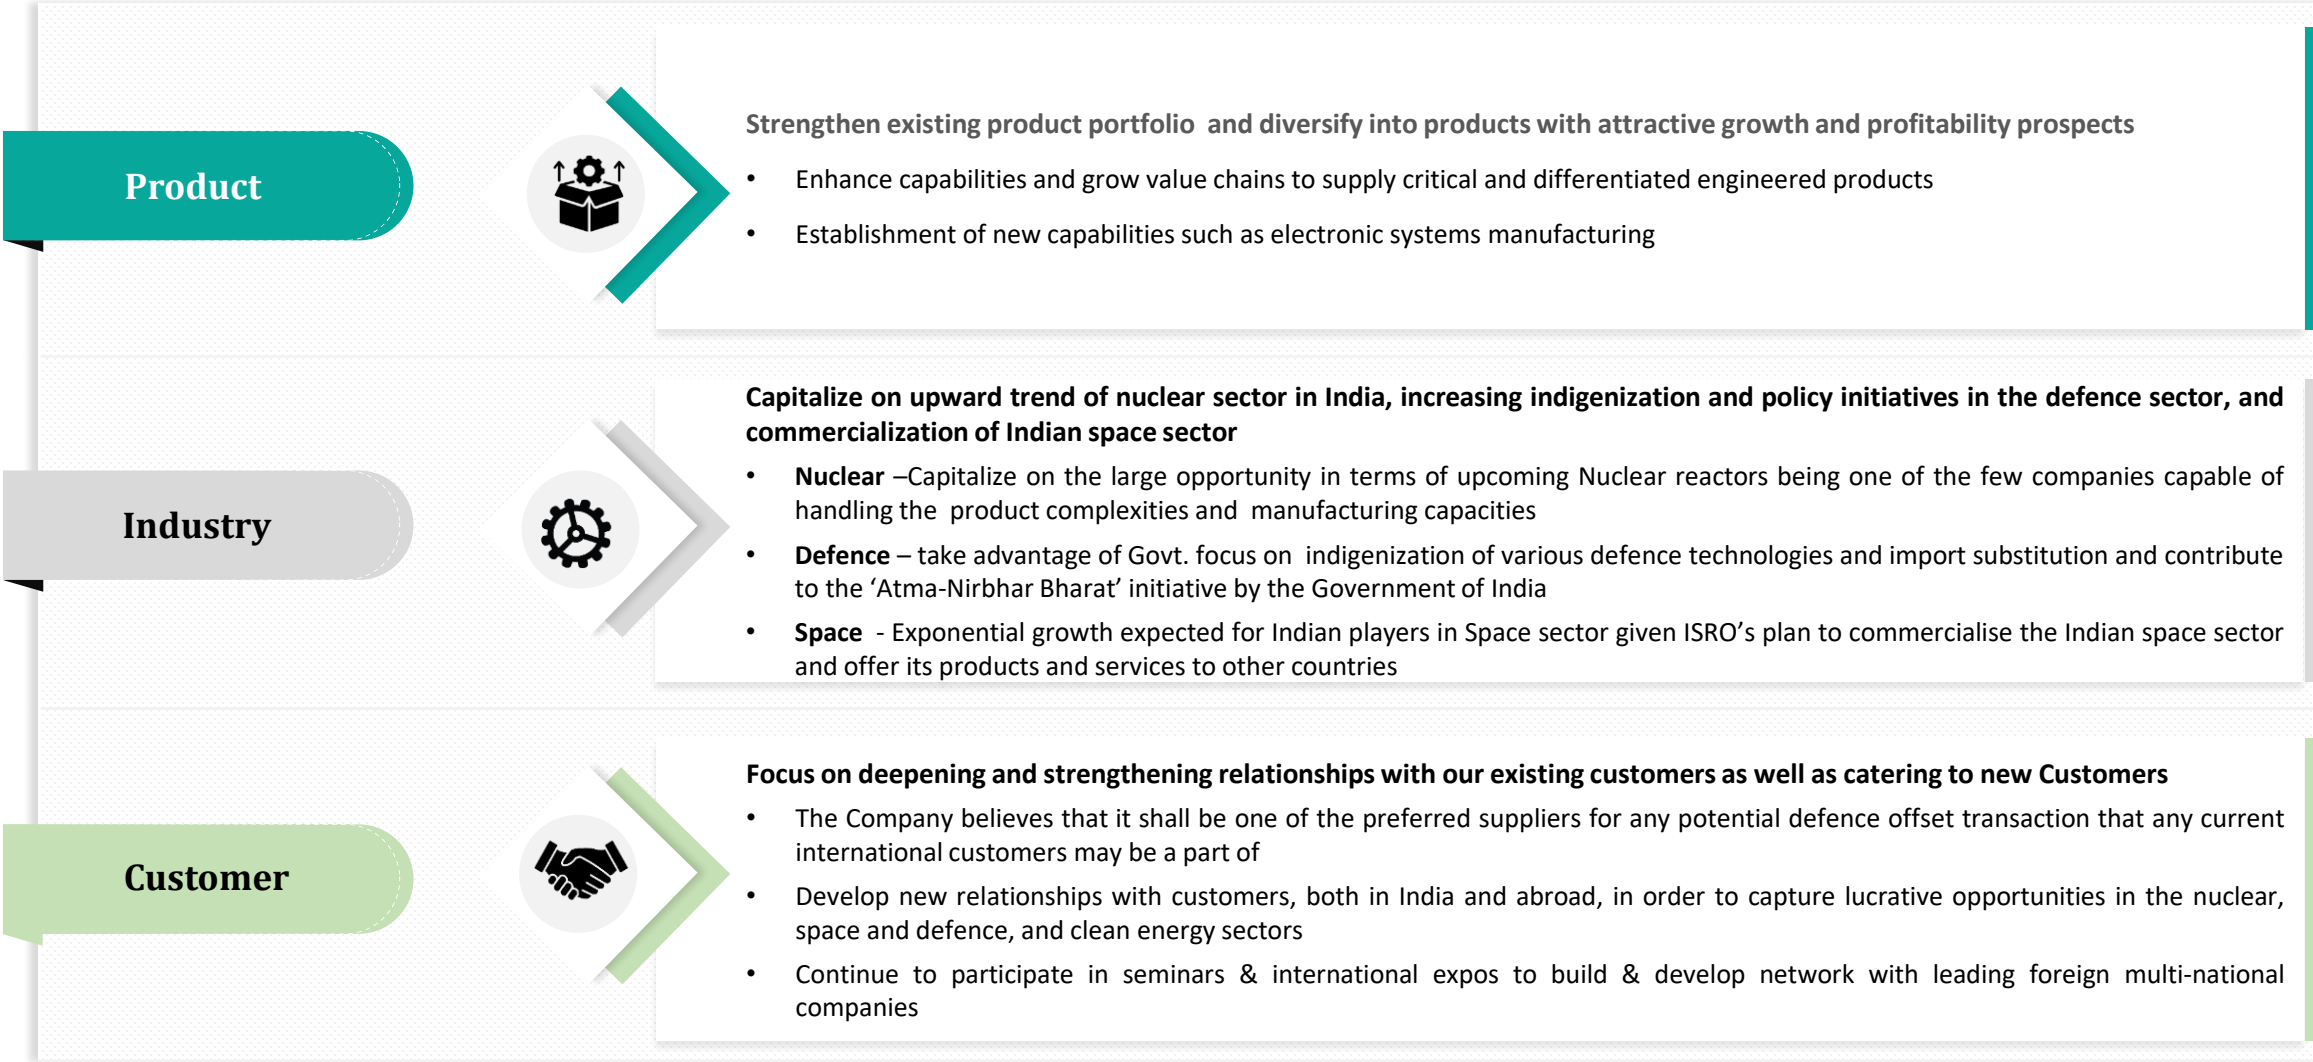 Product
Strengthen existing product portfolio  and diversify into products with attractive growth and profitability prospects
• Enhance capabilities and grow value chains to supply critical and differentiated engineered products
• Establishment of new capabilities such as electronic systems manufacturing
Industry
Capitalize on upward trend of nuclear sector in India, increasing indigenization and policy initiatives in the defence sector, and
commercialization of Indian space sector
• Nuclear –Capitalize on the large opportunity in terms of upcoming Nuclear reactors being one of the few companies capable of
handling the  product complexities and  manufacturing capacities
• Defence – take advantage of Govt. focus on  indigenization of various defence technologies and import substitution and contribute
to the ‘Atma-Nirbhar Bharat’ initiative by the Government of India
• Space  - Exponential growth expected for Indian players in Space sector given ISRO’s plan to commercialise the Indian space sector
and offer its products and services to other countries
Customer
Focus on deepening and strengthening relationships with our existing customers as well as catering to new Customers
• The Company believes that it shall be one of the preferred suppliers for any potential defence offset transaction that any current
international customers may be a part of
• Develop new relationships with customers, both in India and abroad, in order to capture lucrative opportunities in the nuclear,
space and defence, and clean energy sectors
• Continue to participate in seminars & international expos to build & develop network with leading foreign multi-national
companies